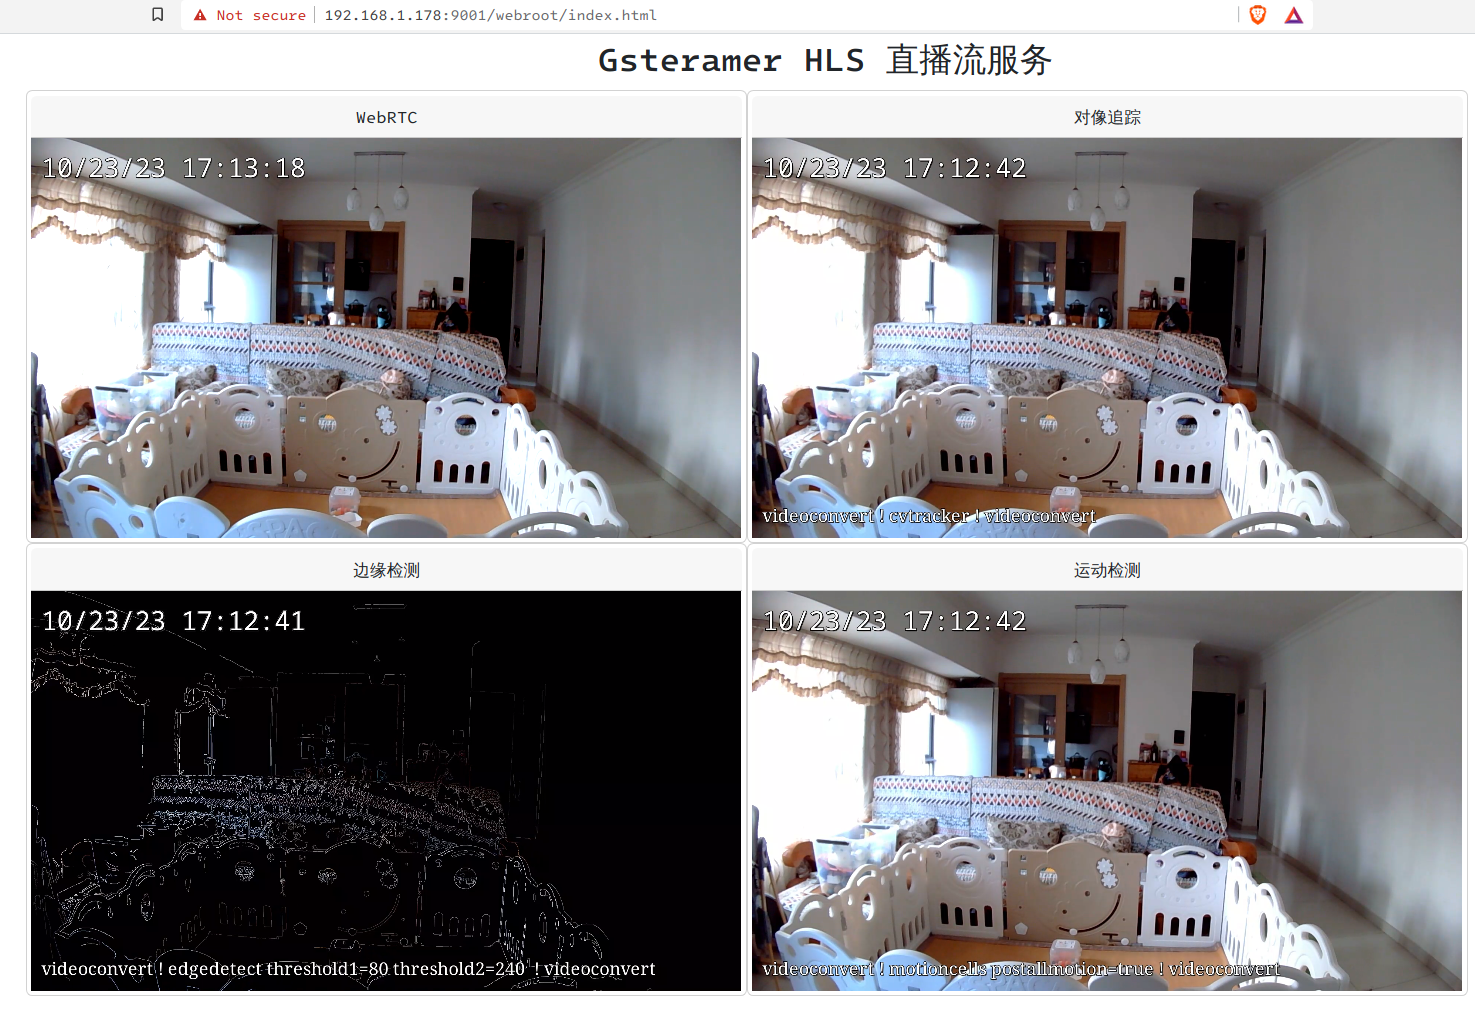 Not secure 192.168.1.178:9001/webroot/index.html
Gsteramer HLS 直播流服务
WebRTC
10/23/23 17:13:18
对像追踪
10/23/23 17:12:42
videoconvert ! cvtracker ! videoconvert
边缘检测
10/23/23 17:12:41
videoconvert ! edgedetect threshold1=80 threshold2=240 ! videoconvert
运动检测
10/23/23 17:12:42
videoconvert ! motioncells postallmotion=true ! videoconvert